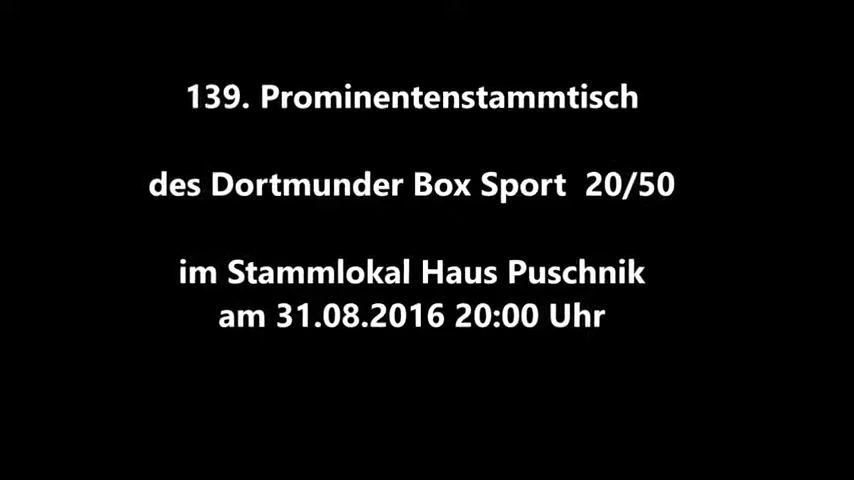 139. Prominentenstammtisch
des Dortmunder Box Sport  20/50
im Stammlokal Haus Puschnik
am 31.08.2016 20:00 Uhr